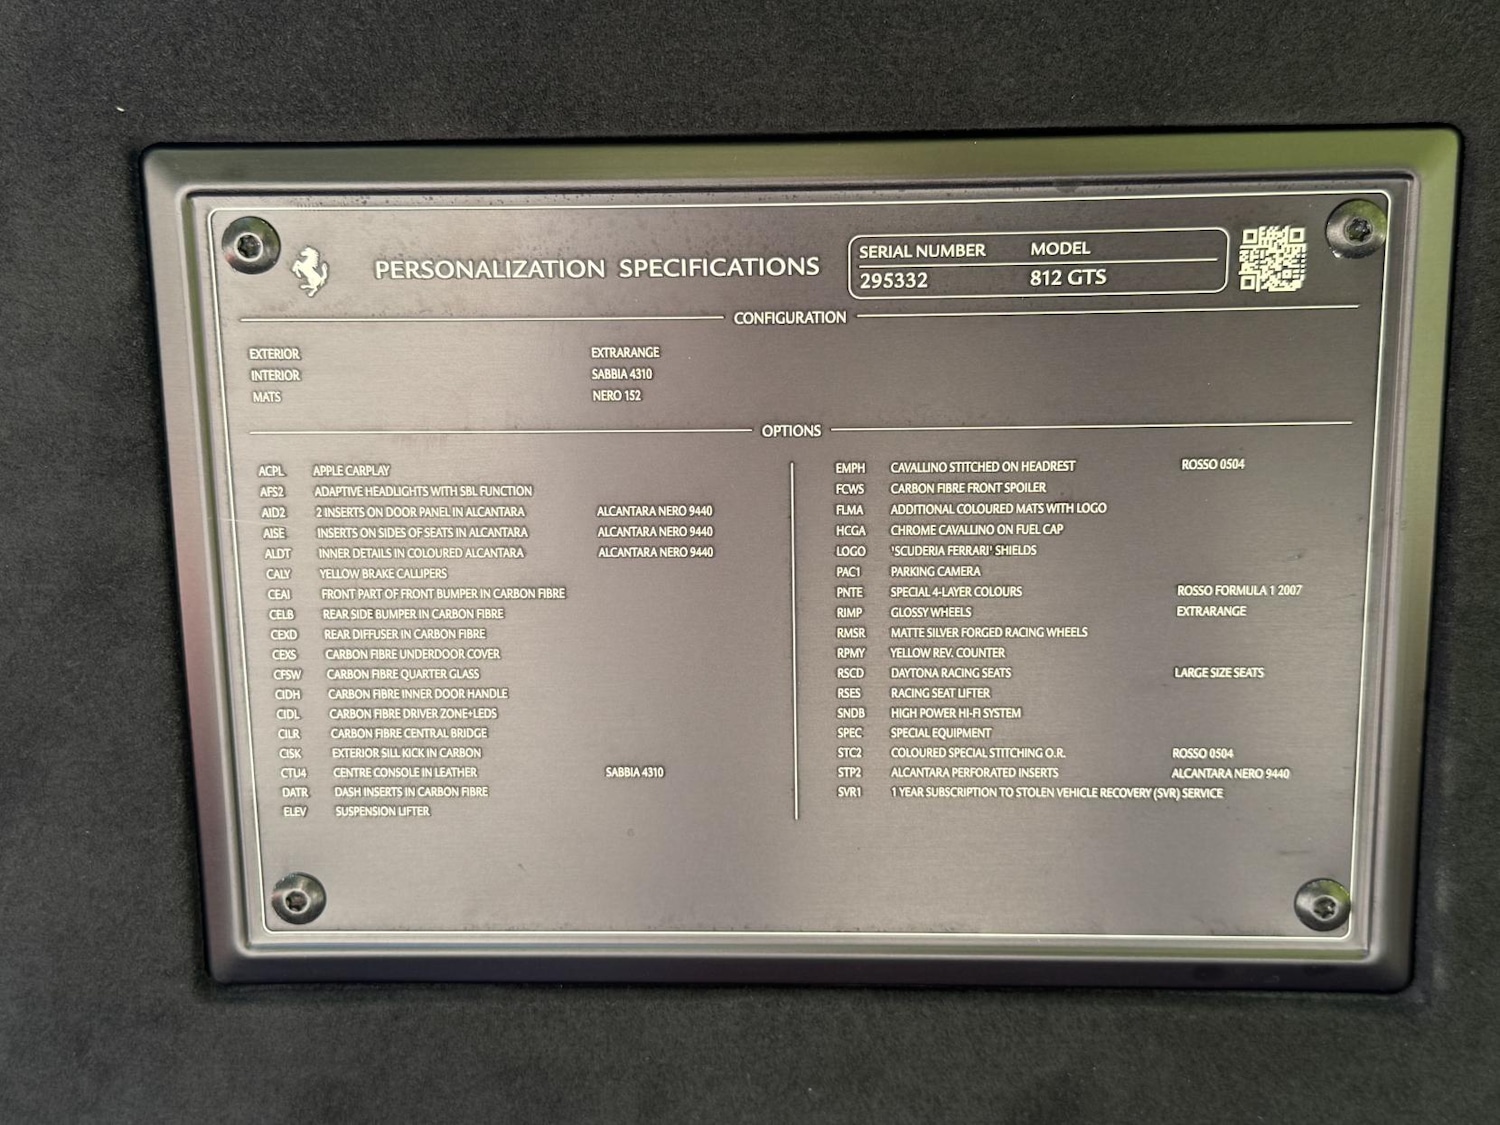 PERSONALIZATION SPECIFICATIONS
SERIAL NUMBER MODEL
295332 812 GTS
CONFIGURATION
EXTERIOR EXTRARANGE
INTERIOR SABBIA 4310
MATS NERO 152
OPTIONS
ACPL APPLE CARPLAY
AFS2 ADAPTIVE HEADLIGHTS WITH SBL FUNCTION
AID2 2 INSERTS ON DOOR PANEL IN ALCANTARA ALCANTARA NERO 9440
AISE INSERTS ON SIDES OF SEATS IN ALCANTARA ALCANTARA NERO 9440
ALDT INNER DETAILS IN COLOURED ALCANTARA ALCANTARA NERO 9440
CALY YELLOW BRAKE CALLIPERS
CEAI FRONT PART OF FRONT BUMPER IN CARBON FIBRE
CELB REAR SIDE BUMPER IN CARBON FIBRE
CEXD REAR DIFFUSER IN CARBON FIBRE
CEXS CARBON FIBRE UNDERDOOR COVER
CFSW CARBON FIBRE QUARTER GLASS
CIDH CARBON FIBRE INNER DOOR HANDLE
CIDL CARBON FIBRE DRIVER ZONE+LEDS
CILR CARBON FIBRE CENTRAL BRIDGE
CISK EXTERIOR SILL KICK IN CARBON
CTU4 CENTRE CONSOLE IN LEATHER SABBIA 4310
DATR DASH INSERTS IN CARBON FIBRE
ELEV SUSPENSION LIFTER
EMPH CAVALLINO STITCHED ON HEADREST ROSSO 0504
FCWS CARBON FIBRE FRONT SPOILER
FLMA ADDITIONAL COLOURED MATS WITH LOGO
HCGA CHROME CAVALLINO ON FUEL CAP
LOGO 'SCUDERIA FERRARI' SHIELDS
PAC1 PARKING CAMERA
PNTE SPECIAL 4-LAYER COLOURS ROSSO FORMULA 1 2007
RIMP GLOSSY WHEELS EXTRARANGE
RMSR MATTE SILVER FORGED RACING WHEELS
RPMY YELLOW REV. COUNTER
RSCD DAYTONA RACING SEATS LARGE SIZE SEATS
RSES RACING SEAT LIFTER
SNDB HIGH POWER HI-FI SYSTEM
SPEC SPECIAL EQUIPMENT
STC2 COLOURED SPECIAL STITCHING O.R. ROSSO 0504
STP2 ALCANTARA PERFORATED INSERTS ALCANTARA NERO 9440
SVR1 1 YEAR SUBSCRIPTION TO STOLEN VEHICLE RECOVERY (SVR) SERVICE